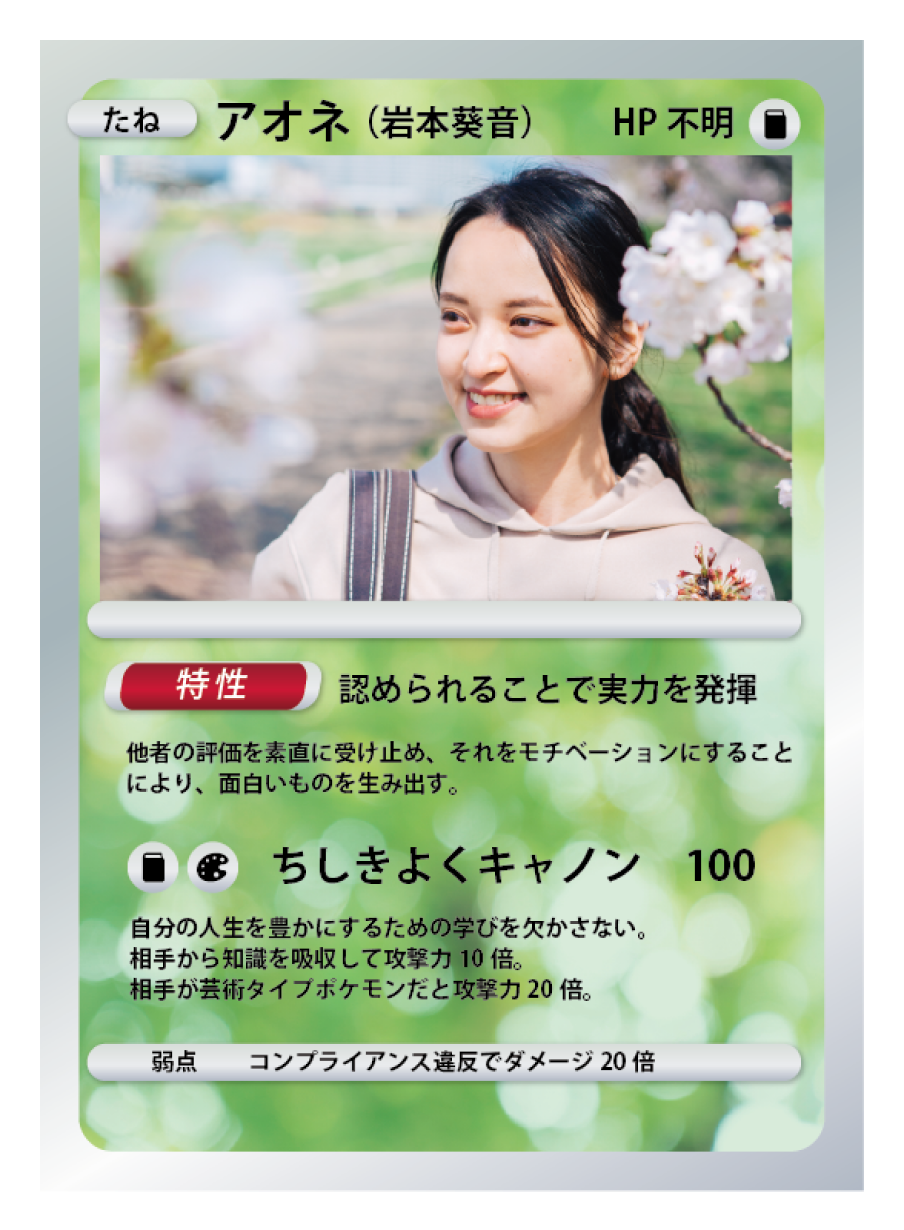 たね アオネ（岩本葵音） HP 不明
特性 認められることで実力を発揮
他者の評価を素直に受け止め、それをモチベーションにすること
により、面白いものを生み出す。
ちしきよくキャノン 100
自分の人生を豊かにするための学びを欠かさない。
相手から知識を吸収して攻撃力 10 倍。
相手が芸術タイプポケモンだと攻撃力 20 倍。
弱点 コンプライアンス違反でダメージ 20 倍